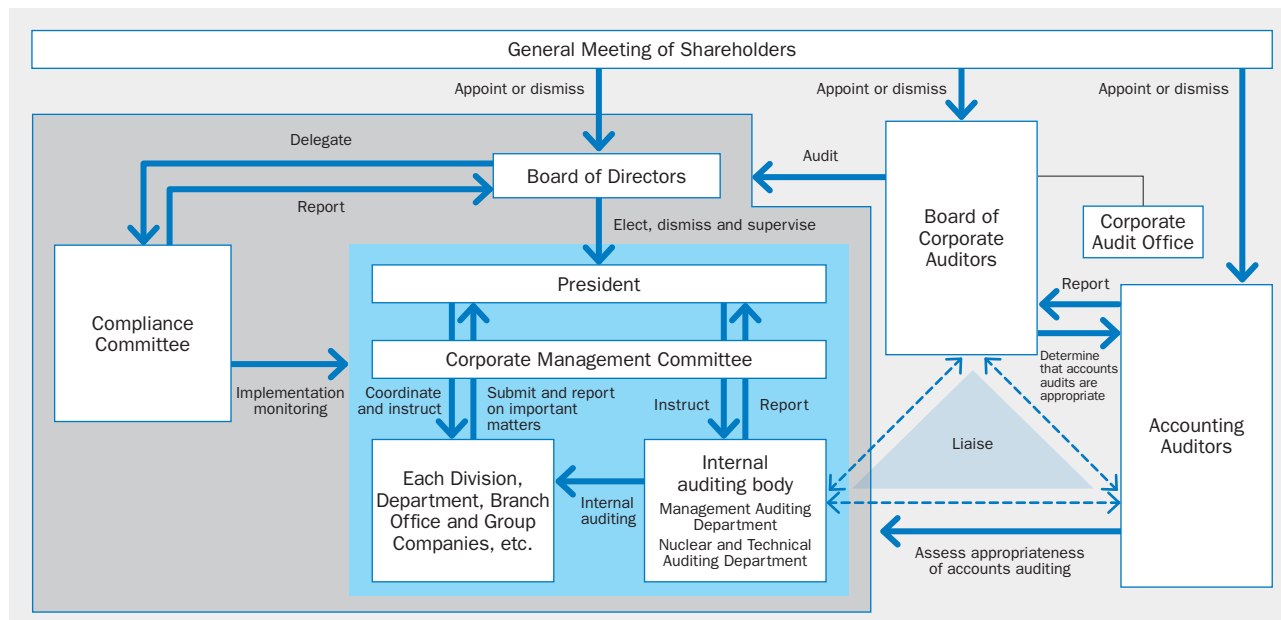 General Meeting of Shareholders
Appoint or dismiss
Appoint or dismiss
Appoint or dismiss
Delegate
Report
Board of Directors
Audit
Elect, dismiss and supervise
Board of
Corporate
Auditors
Corporate
Audit Office
Compliance
Committee
Implementation
monitoring
President
Corporate Management Committee
Coordinate
and instruct
Submit and report
on important
matters
Instruct
Report
Each Division,
Department, Branch
Office and Group
Companies, etc.
Internal
auditing
Internal
auditing body
Management Auditing
Department
Nuclear and Technical
Auditing Department
Report
Determine
that accounts
audits are
appropriate
Liaise
Accounting
Auditors
Assess appropriateness
of accounts auditing